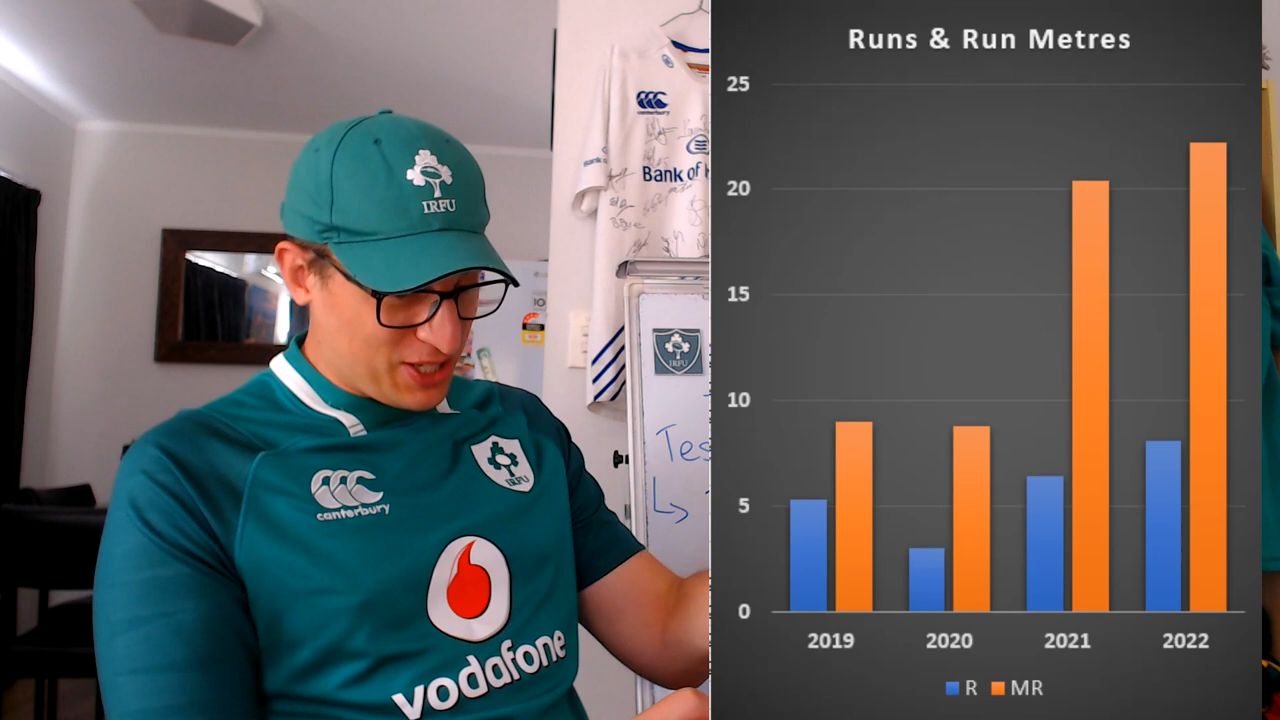 IRFU
canterbury
IRFU
vodafone
canterbury
Bank of
IRFU
10
Runs & Run Metres
25
20
15
10
5
0
2019
2020
2021
2022
R
MR